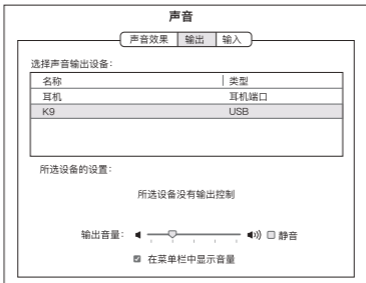 声音
声音效果 输出 输入
选择声音输出设备:
名称 类型
耳机 耳机端口
K9 USB
所选设备的设置:
所选设备没有输出控制
输出音量: 静音
在菜单栏中显示音量